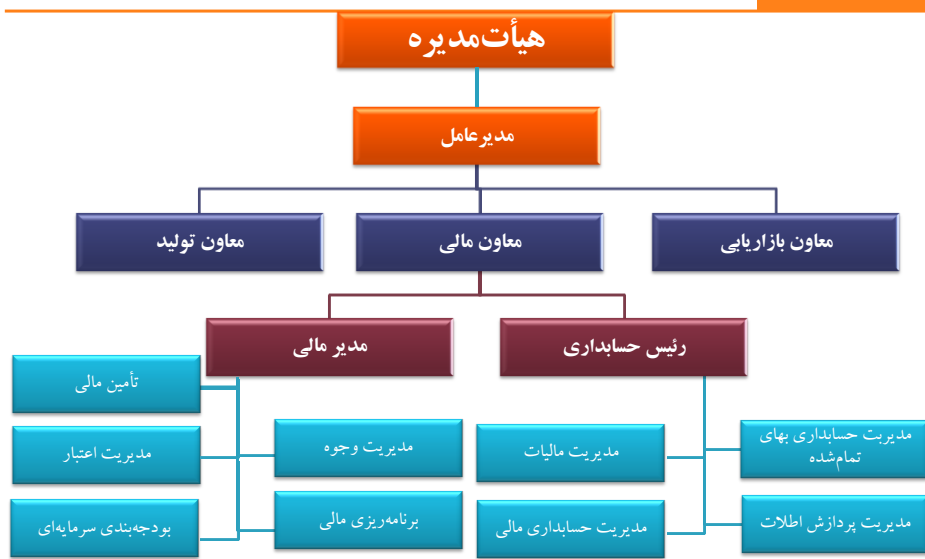 هیأت‌مدیره
مدیرعامل
معاون بازاریابی
معاون مالی
معاون تولید
رئیس حسابداری
مدیر مالی
مدیربت حسابداری بهای
تمام‌شده
مدیریت مالیات
مدیریت پردازش اطلات
مدیریت حسابداری مالی
مدیریت وجوه
تأمین مالی
مدیریت اعتبار
برنامه‌ریزی مالی
بودجه‌بندی سرمایه‌ای